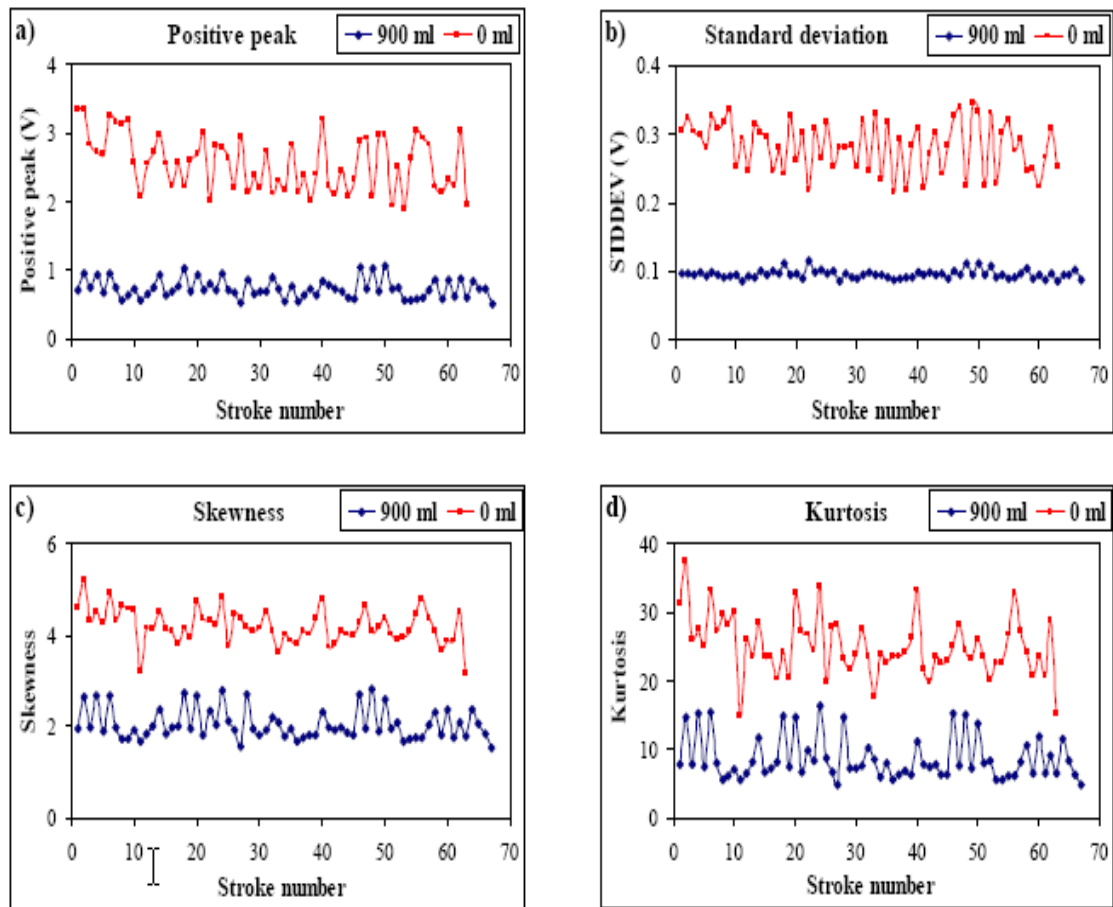 a) Positive peak 900 ml 0 ml
4
3
2
1
0
Positive peak (V)
0 10 20 30 40 50 60 70
Stroke number
b) Standard deviation 900 ml 0 ml
0.4
0.3
0.2
0.1
0
STDDEV (V)
0 10 20 30 40 50 60 70
Stroke number
c) Skewness 900 ml 0 ml
6
4
2
0
Skewness
0 10 20 30 40 50 60 70
Stroke number
d) Kurtosis 900 ml 0 ml
40
30
20
10
0
Kurtosis
0 10 20 30 40 50 60 70
Stroke number